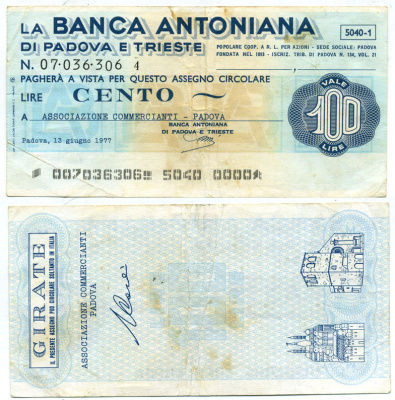 LA BANCA ANTONIANA
DI PADOVA E TRIESTE
5040-1
POPOLARE COOP. A R. L. PER AZIONI - SEDE SOCIALE: PADOVA
FONDATA NEL 1893 - ISCRIZ. TRIB. DI PADOVA N. 124, VOL. 21
N. 07·036·306 4
PAGHERÀ A VISTA PER QUESTO ASSEGNO CIRCOLARE
LIRE CENTO
A ASSOCIAZIONE COMMERCIANTI - PADOVA
BANCA ANTONIANA
DI PADOVA E TRIESTE
Padova, 13 giugno 1977
VALE
100
LIRE
007036306 5040 0000
GIRATE
IL PRESENTE ASSEGNO PUÒ CIRCOLARE SOLTANTO IN ITALIA
ASSOCIAZIONE COMMERCIANTI
PADOVA